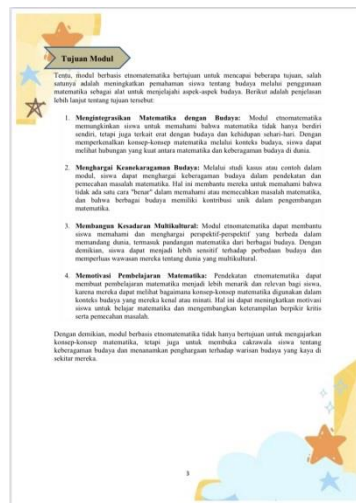 Tujuan Modul
Tentu, modul berbasis etnomatematika bertujuan untuk mencapai beberapa tujuan, salah
satunya adalah meningkatkan pemahaman siswa tentang budaya melalui penggunaan
matematika sebagai alat untuk menjelajahi aspek-aspek budaya. Berikut adalah penjelasan
lebih lanjut tentang tujuan tersebut:
1. Mengintegrasikan Matematika dengan Budaya: Modul etnomatematika
memungkinkan siswa untuk memahami bahwa matematika tidak hanya berdiri
sendiri, tetapi juga terkait erat dengan budaya dan kehidupan sehari-hari. Dengan
memperkenalkan konsep-konsep matematika melalui konteks budaya, siswa dapat
melihat hubungan yang kuat antara matematika dan keberagaman budaya di dunia.
2. Menghargai Keanekaragaman Budaya: Melalui studi kasus atau contoh dalam
modul, siswa dapat menghargai keberagaman budaya dalam pendekatan dan
pemecahan masalah matematika. Hal ini membantu mereka untuk memahami bahwa
tidak ada satu cara "benar" dalam memahami atau memecahkan masalah matematika,
dan bahwa berbagai budaya memiliki kontribusi unik dalam pengembangan
matematika.
3. Membangun Kesadaran Multikultural: Modul etnomatematika dapat membantu
siswa memahami dan menghargai perspektif-perspektif yang berbeda dalam
memandang dunia, termasuk pandangan matematika dari berbagai budaya. Dengan
demikian, siswa dapat menjadi lebih sensitif terhadap perbedaan budaya dan
memperluas wawasan mereka tentang dunia yang multikultural.
4. Memotivasi Pembelajaran Matematika: Pendekatan etnomatematika dapat
membuat pembelajaran matematika menjadi lebih menarik dan relevan bagi siswa,
karena mereka dapat melihat bagaimana konsep-konsep matematika digunakan dalam
konteks budaya yang mereka kenal atau minati. Hal ini dapat meningkatkan motivasi
siswa untuk belajar matematika dan mengembangkan keterampilan berpikir kritis
serta pemecahan masalah.
Dengan demikian, modul berbasis etnomatematika tidak hanya bertujuan untuk mengajarkan
konsep-konsep matematika, tetapi juga untuk membuka cakrawala siswa tentang
keberagaman budaya dan menanamkan penghargaan terhadap warisan budaya yang kaya di
sekitar mereka.
3